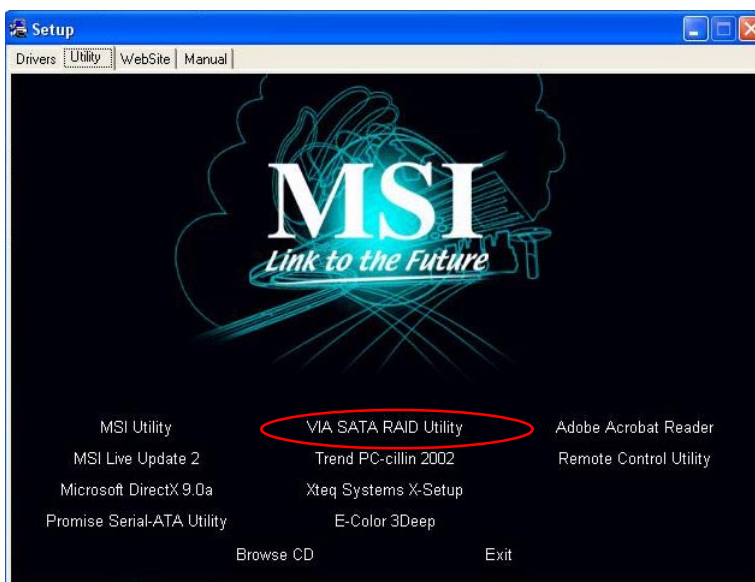 Setup
Drivers Utility WebSite Manual
MSI
Link to the Future
MSI Utility VIA SATA RAID Utility Adobe Acrobat Reader
MSI Live Update 2 Trend PC-cillin 2002 Remote Control Utility
Microsoft DirectX 9.0a Xteq Systems X-Setup
Promise Serial-ATA Utility E-Color 3Deep
Browse CD Exit